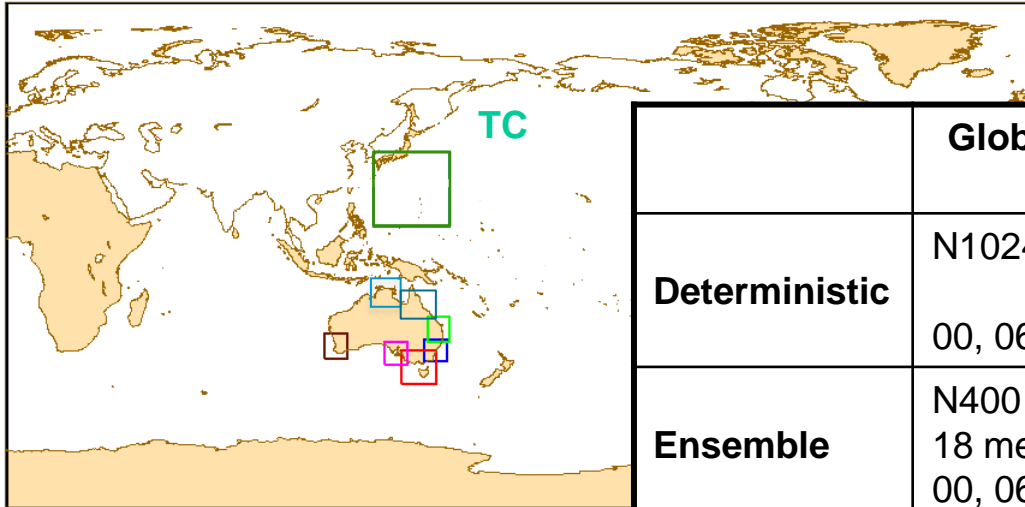 TC
Glob
N1024
Deterministic
00, 06
N400
Ensemble
18 me
00, 06